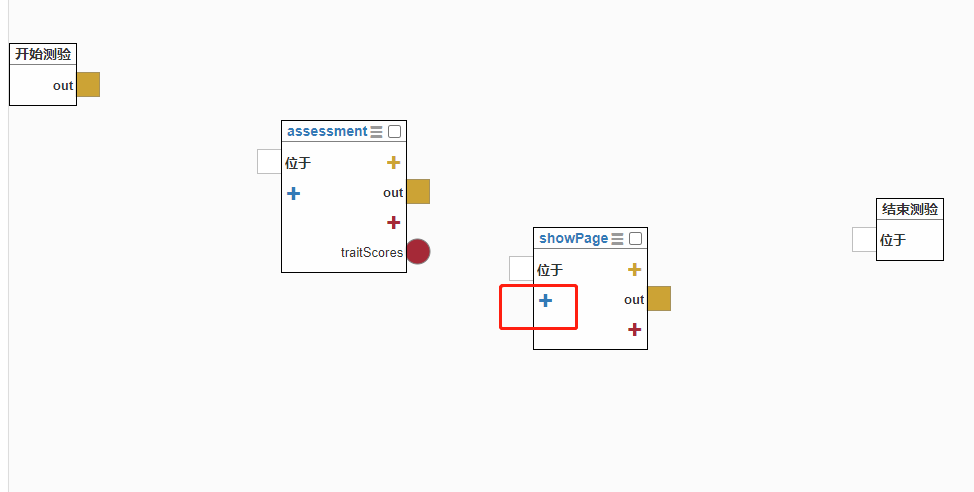 开始测验
out
assessment
位于
out
traitScores
showPage
位于
out
结束测验
位于